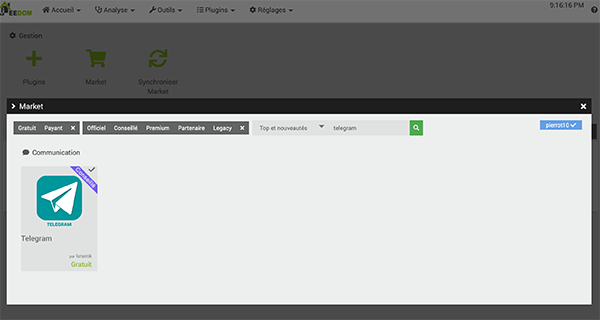 EEDOM Accueil Analyse Outils Plugins Réglages 9:16:16 PM
Gestion
Plugins Market Synchroniser
Market
Market
Gratuit Payant Officiel Conseillé Premium Partenaire Legacy Top et nouveautés telegram pierrot10
Communication
Conseillé
TELEGRAM
Telegram
par
Gratuit